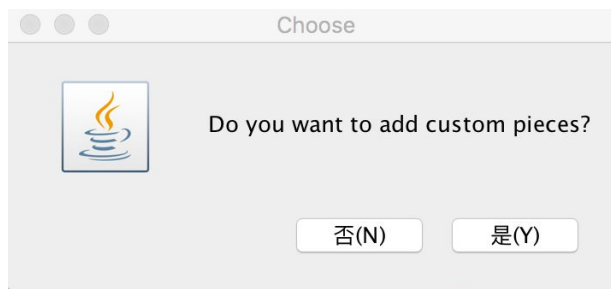 Choose
Do you want to add custom pieces?
否(N) 是(Y)